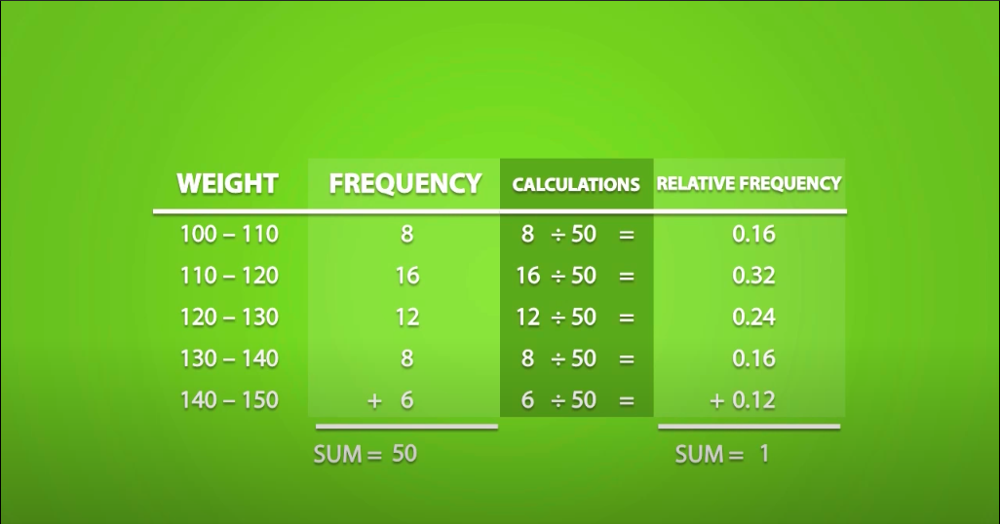 WEIGHT FREQUENCY CALCULATIONS RELATIVE FREQUENCY
100 – 110 8 8 ÷ 50 = 0.16
110 – 120 16 16 ÷ 50 = 0.32
120 – 130 12 12 ÷ 50 = 0.24
130 – 140 8 8 ÷ 50 = 0.16
140 – 150 + 6 6 ÷ 50 = + 0.12
SUM = 50 SUM = 1